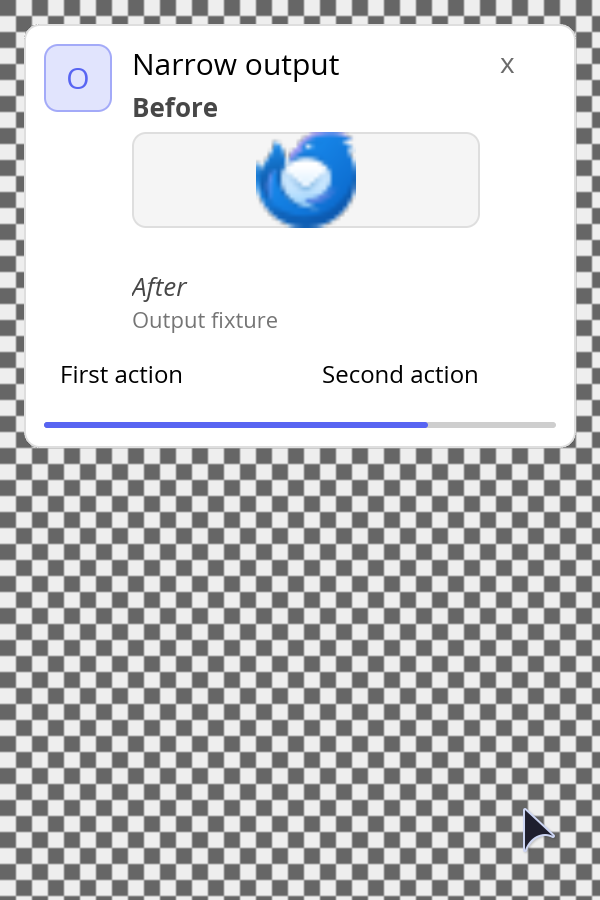 O
Narrow output
x
Before
After
Output fixture
First action
Second action